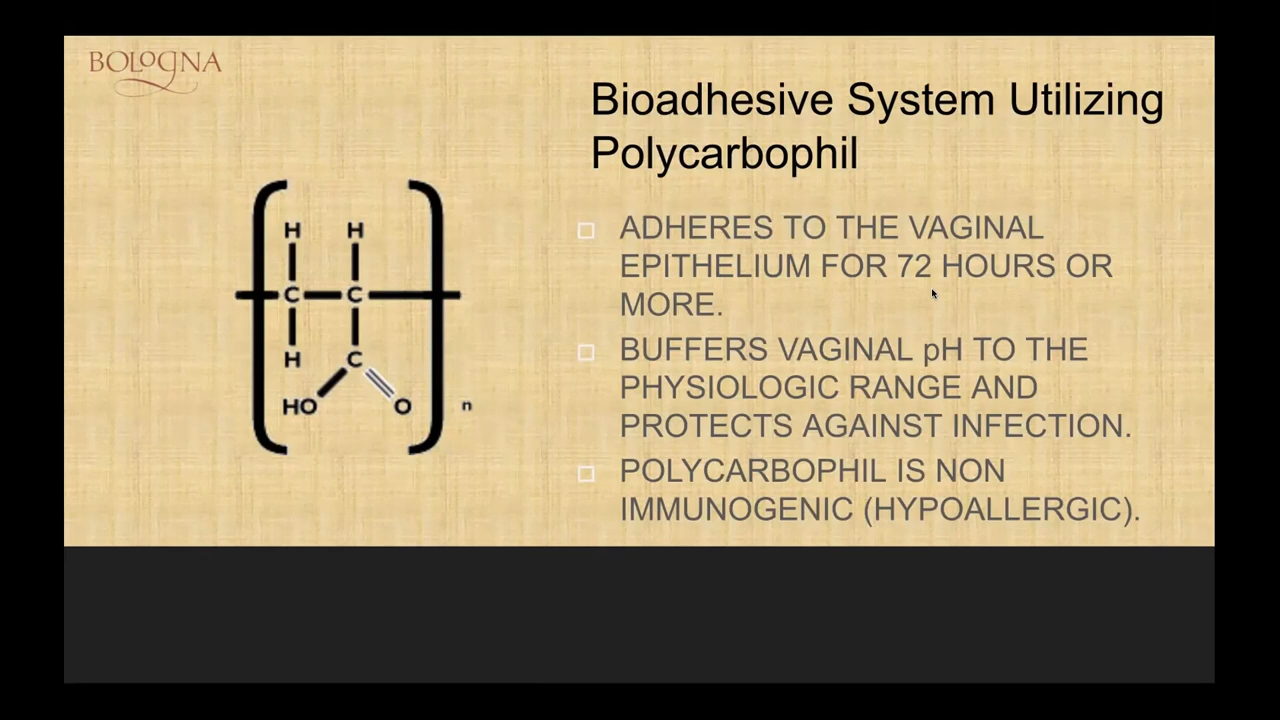 BOLOGNA
Bioadhesive System Utilizing
Polycarbophil
ADHERES TO THE VAGINAL
EPITHELIUM FOR 72 HOURS OR
MORE.
BUFFERS VAGINAL pH TO THE
PHYSIOLOGIC RANGE AND
PROTECTS AGAINST INFECTION.
POLYCARBOPHIL IS NON
IMMUNOGENIC (HYPOALLERGIC).
H H
C C
H C
HO O n